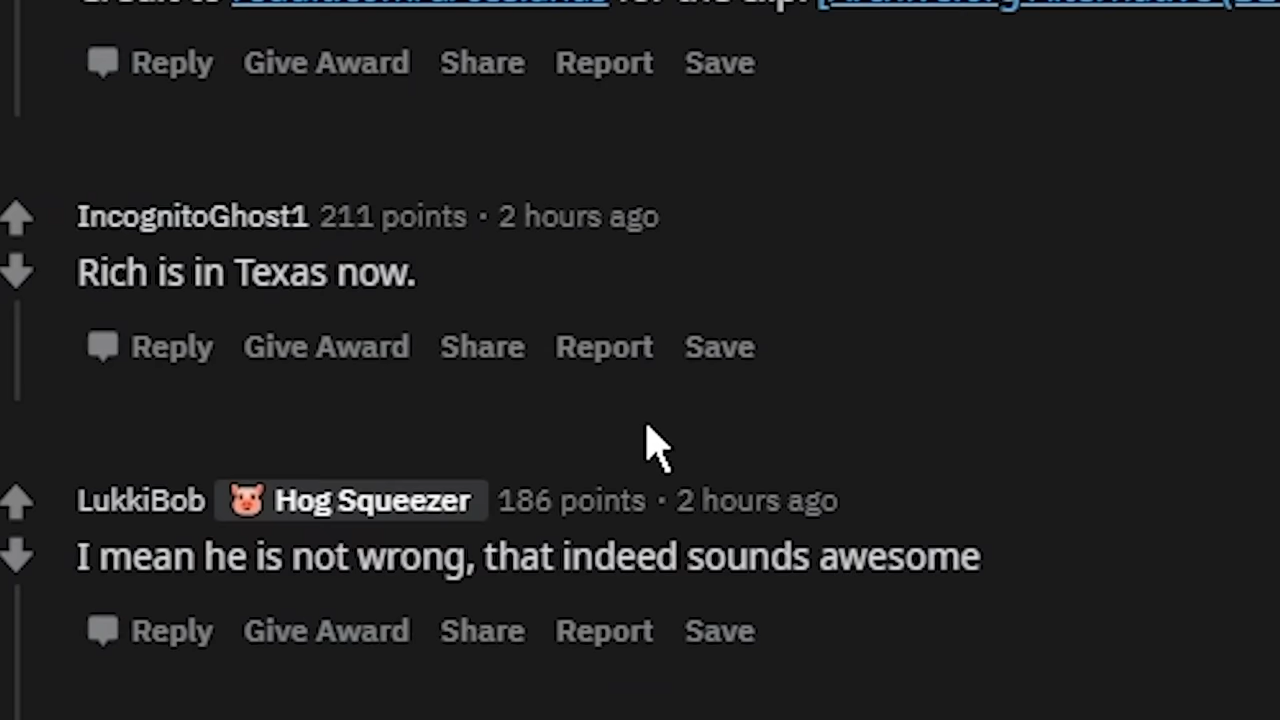 for the
Reply Give Award Share Report Save
IncognitoGhost1 211 points · 2 hours ago
Rich is in Texas now.
Reply Give Award Share Report Save
LukkiBob 🐷 Hog Squeezer 186 points · 2 hours ago
I mean he is not wrong, that indeed sounds awesome
Reply Give Award Share Report Save